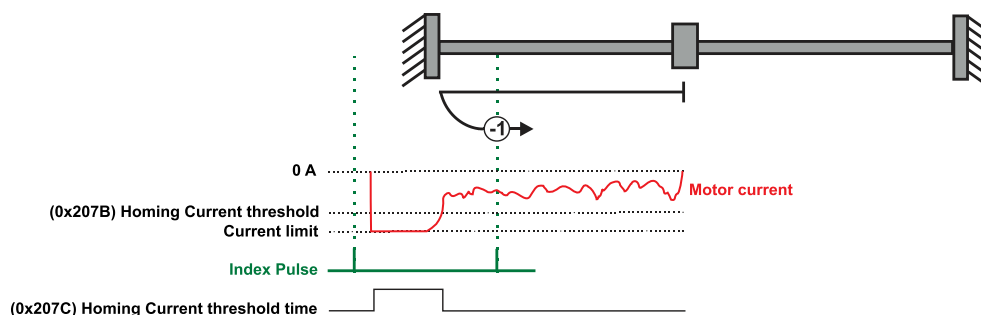 -1
0 A
Motor current
(0x207B) Homing Current threshold
Current limit
Index Pulse
(0x207C) Homing Current threshold time